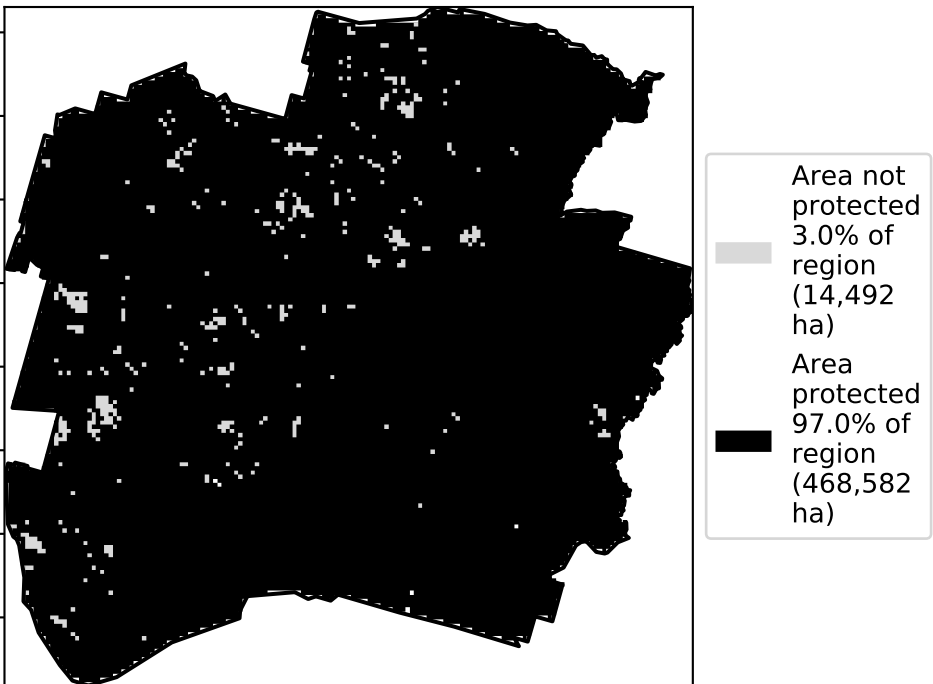 Area not
protected
3.0% of
region
(14,492
ha)
Area
protected
97.0% of
region
(468,582
ha)